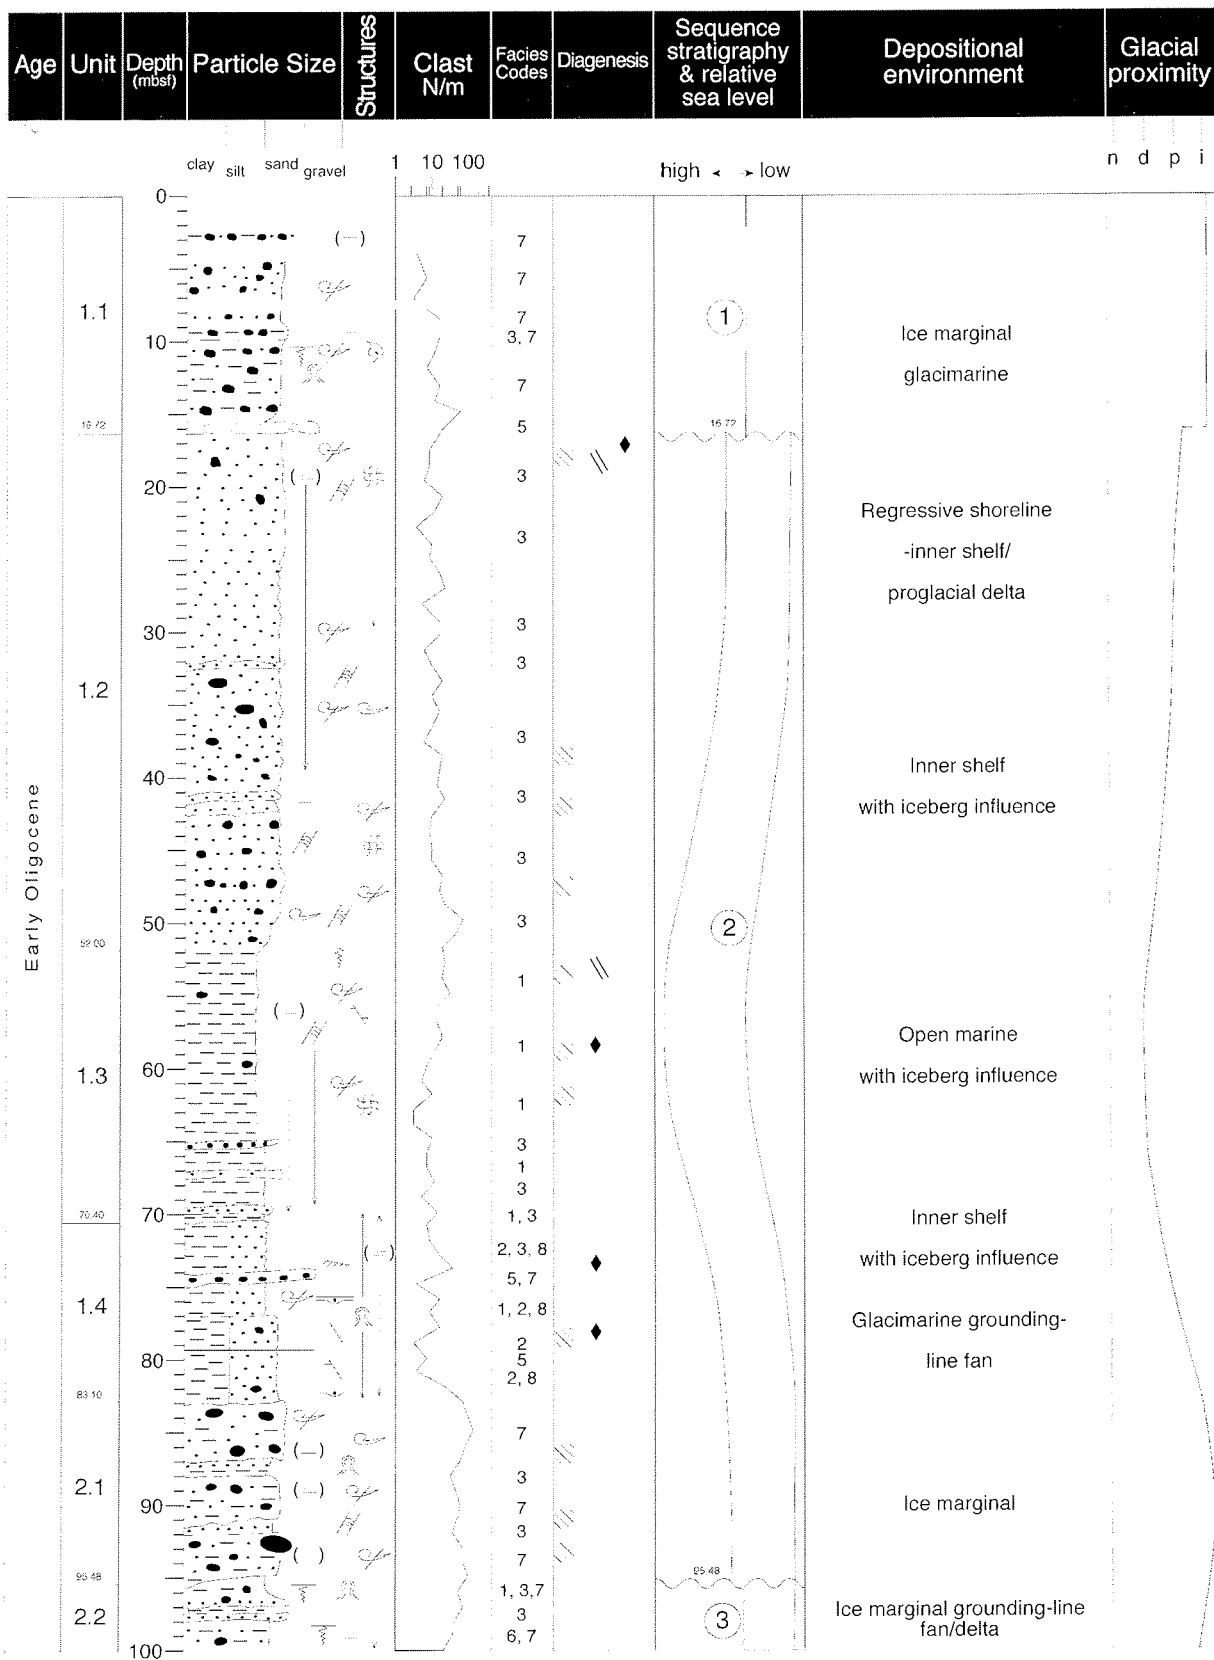 Age
Unit
Depth
(mbsf)
Particle Size
Structures
Clast
N/m
Facies
Codes
Diagenesis
Sequence
stratigraphy
& relative
sea level
Depositional
environment
Glacial
proximity
clay silt sand gravel
1 10 100
high low
n d p i
0
7
7
1.1
7
1
3, 7
10
Ice marginal
glacimarine
7
16.72
5
16.72
3
20
Regressive shoreline
-inner shelf/
proglacial delta
3
3
30
3
1.2
3
Inner shelf
with iceberg influence
40
3
3
Early Oligocene
3
50
2
52.00
1
Open marine
with iceberg influence
1
60
1.3
1
3
1
3
70
70.40
1, 3
Inner shelf
with iceberg influence
2, 3, 8
5, 7
1.4
1, 2, 8
Glacimarine grounding-
line fan
2
5
80
2, 8
83.10
7
3
2.1
90
7
Ice marginal
3
7
95.48
95.48
1, 3,7
2.2
3
3
Ice marginal grounding-line
fan/delta
6, 7
100